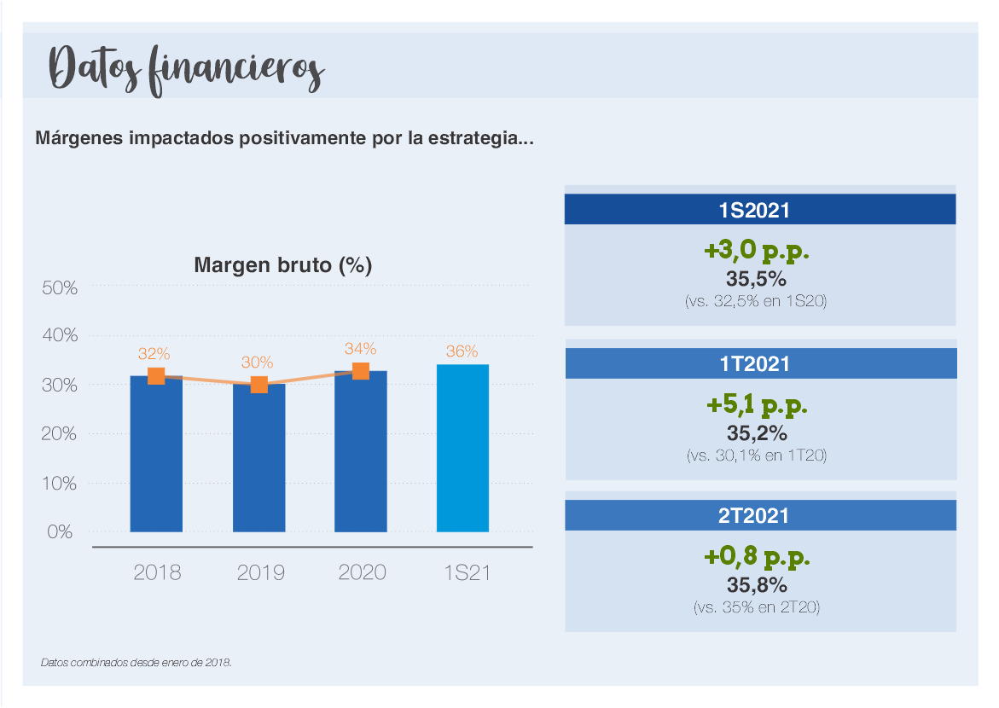 Datos financieros
Márgenes impactados positivamente por la estrategia...
Margen bruto (%)
50%
40%
30%
20%
10%
0%
32%
30%
34%
36%
2018
2019
2020
1S21
1S2021
+3,0 p.p.
35,5%
(vs. 32,5% en 1S20)
1T2021
+5,1 p.p.
35,2%
(vs. 30,1% en 1T20)
2T2021
+0,8 p.p.
35,8%
(vs. 35% en 2T20)
Datos combinados desde enero de 2018.